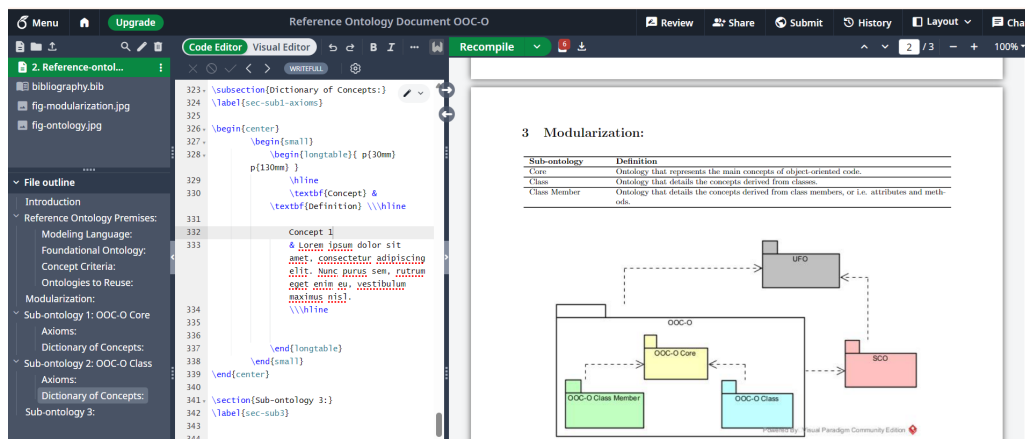 Menu
Upgrade
Reference Ontology Document OOC-O
Review
Share
Submit
History
Layout
Cha
2. Reference-ontol...
bibliography.bib
fig-modularization.jpg
fig-ontology.jpg
File outline
Introduction
Reference Ontology Premises:
Modeling Language:
Foundational Ontology:
Concept Criteria:
Ontologies to Reuse:
Modularization:
Sub-ontology 1: OOC-O Core
Axioms:
Dictionary of Concepts:
Sub-ontology 2: OOC-O Class
Axioms:
Dictionary of Concepts:
Sub-ontology 3:
Code Editor Visual Editor
B I ...
WRITEFULL
323 \subsection{Dictionary of Concepts:}
324 \label{sec-sub1-axioms}
325
326 \begin{center}
327 \begin{small}
328 \begin{longtable}{ p{30mm}
p{130mm} }
329 \hline
330 \textbf{Concept} &
\textbf{Definition} \\\hline
331
332 Concept 1
333 & Lorem ipsum dolor sit
amet, consectetur adipiscing
elit. Nunc purus sem, rutrum
eget enim eu, vestibulum
maximus nisl.
334 \\\hline
335
336
337 \end{longtable}
338 \end{small}
339 \end{center}
340
341 \section{Sub-ontology 3:}
342 \label{sec-sub3}
343
344
Recompile
6
2 / 3
100%
3 Modularization:
Sub-ontology Definition
Core Ontology that represents the main concepts of object-oriented code.
Class Ontology that details the concepts derived from classes.
Class Member Ontology that details the concepts derived from class members, or i.e. attributes and meth-
ods.
UFO
OOC-O
OOC-O Core
SCO
OOC-O Class Member
OOC-O Class
Powered By Visual Paradigm Community Edition